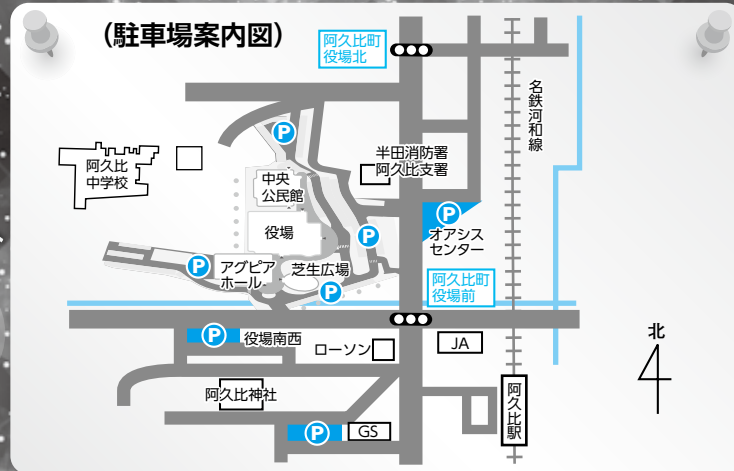 (駐車場案内図)
阿久比町
役場北
名鉄河和線
P
半田消防署
阿久比支署
阿久比
中学校
中央
公民館
P
オアシス
センター
役場
P
P
アグピア
ホール
芝生広場
P
阿久比町
役場前
P
役場南西
ローソン
JA
北
阿久比神社
阿久比駅
P
GS